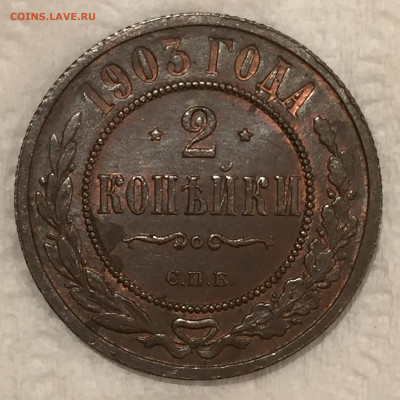 COINS.LAVE.RU
1903 ГОДА
2
КОПѢЙКИ
С.П.Б.